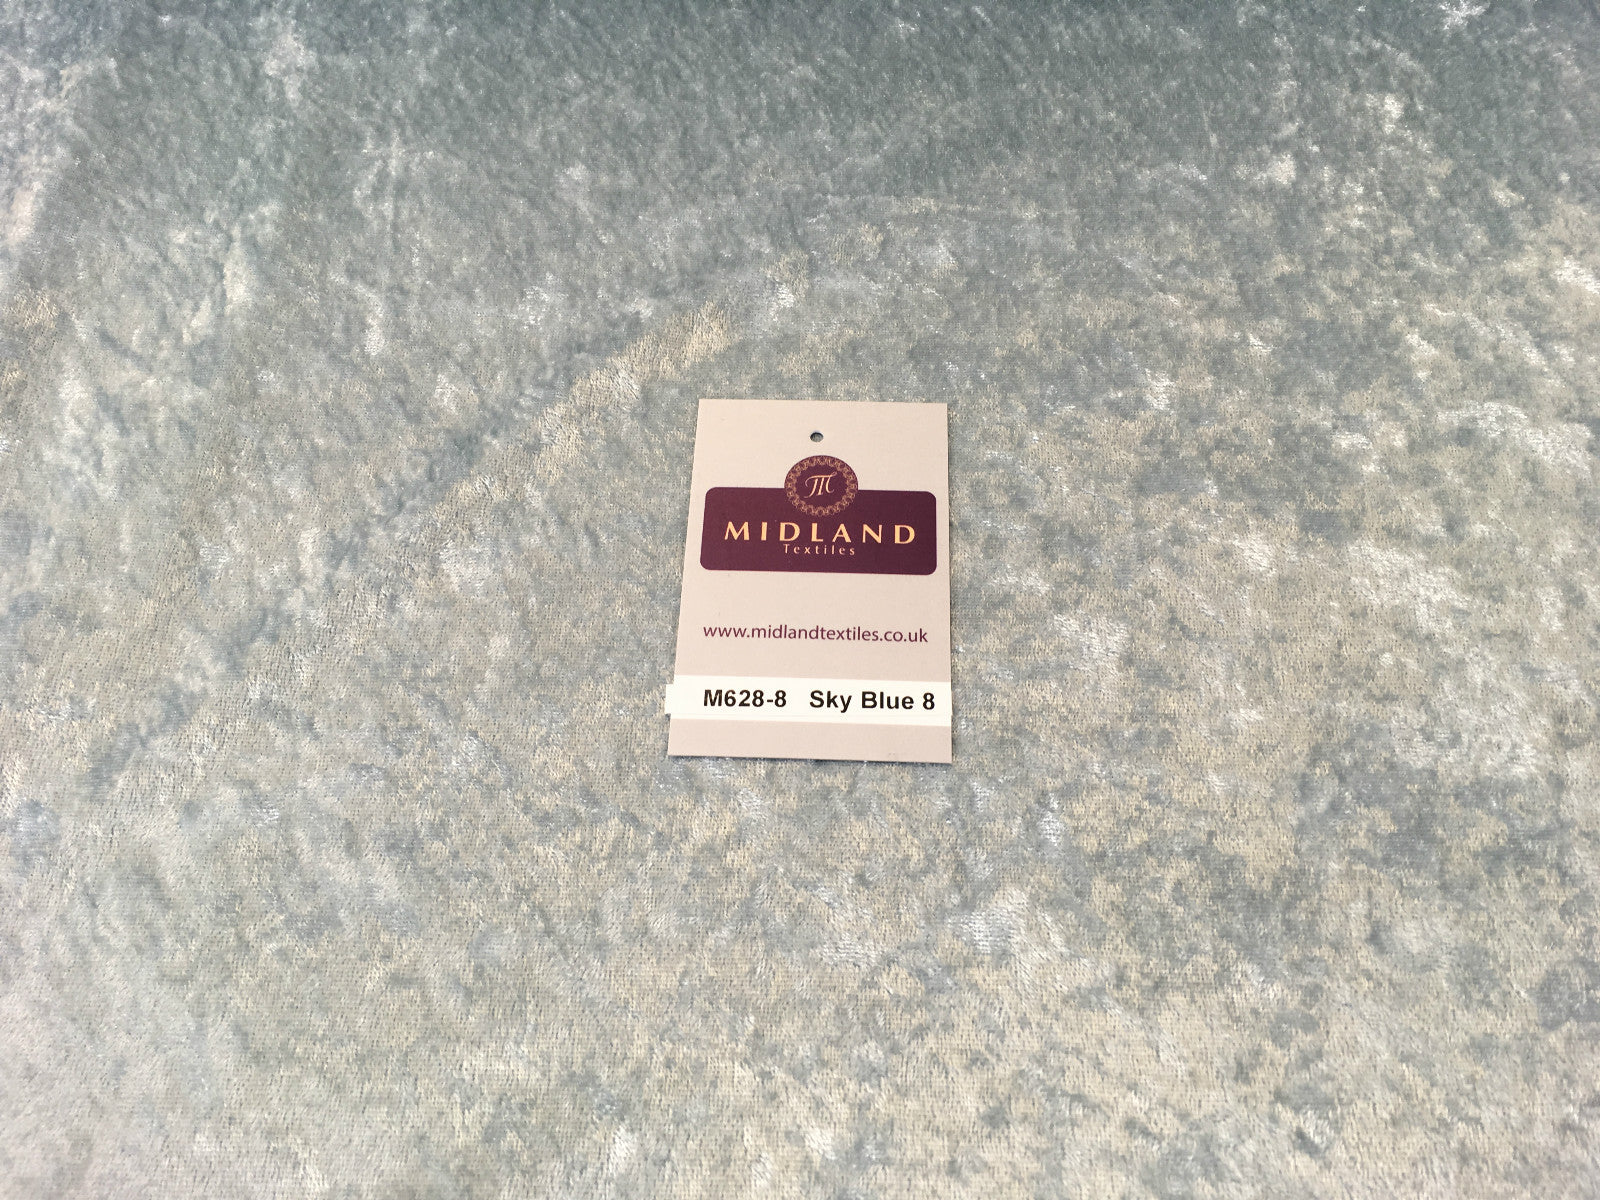 M
MIDLAND
Textiles
www.midlandtextiles.co.uk
M628-8 Sky Blue 8